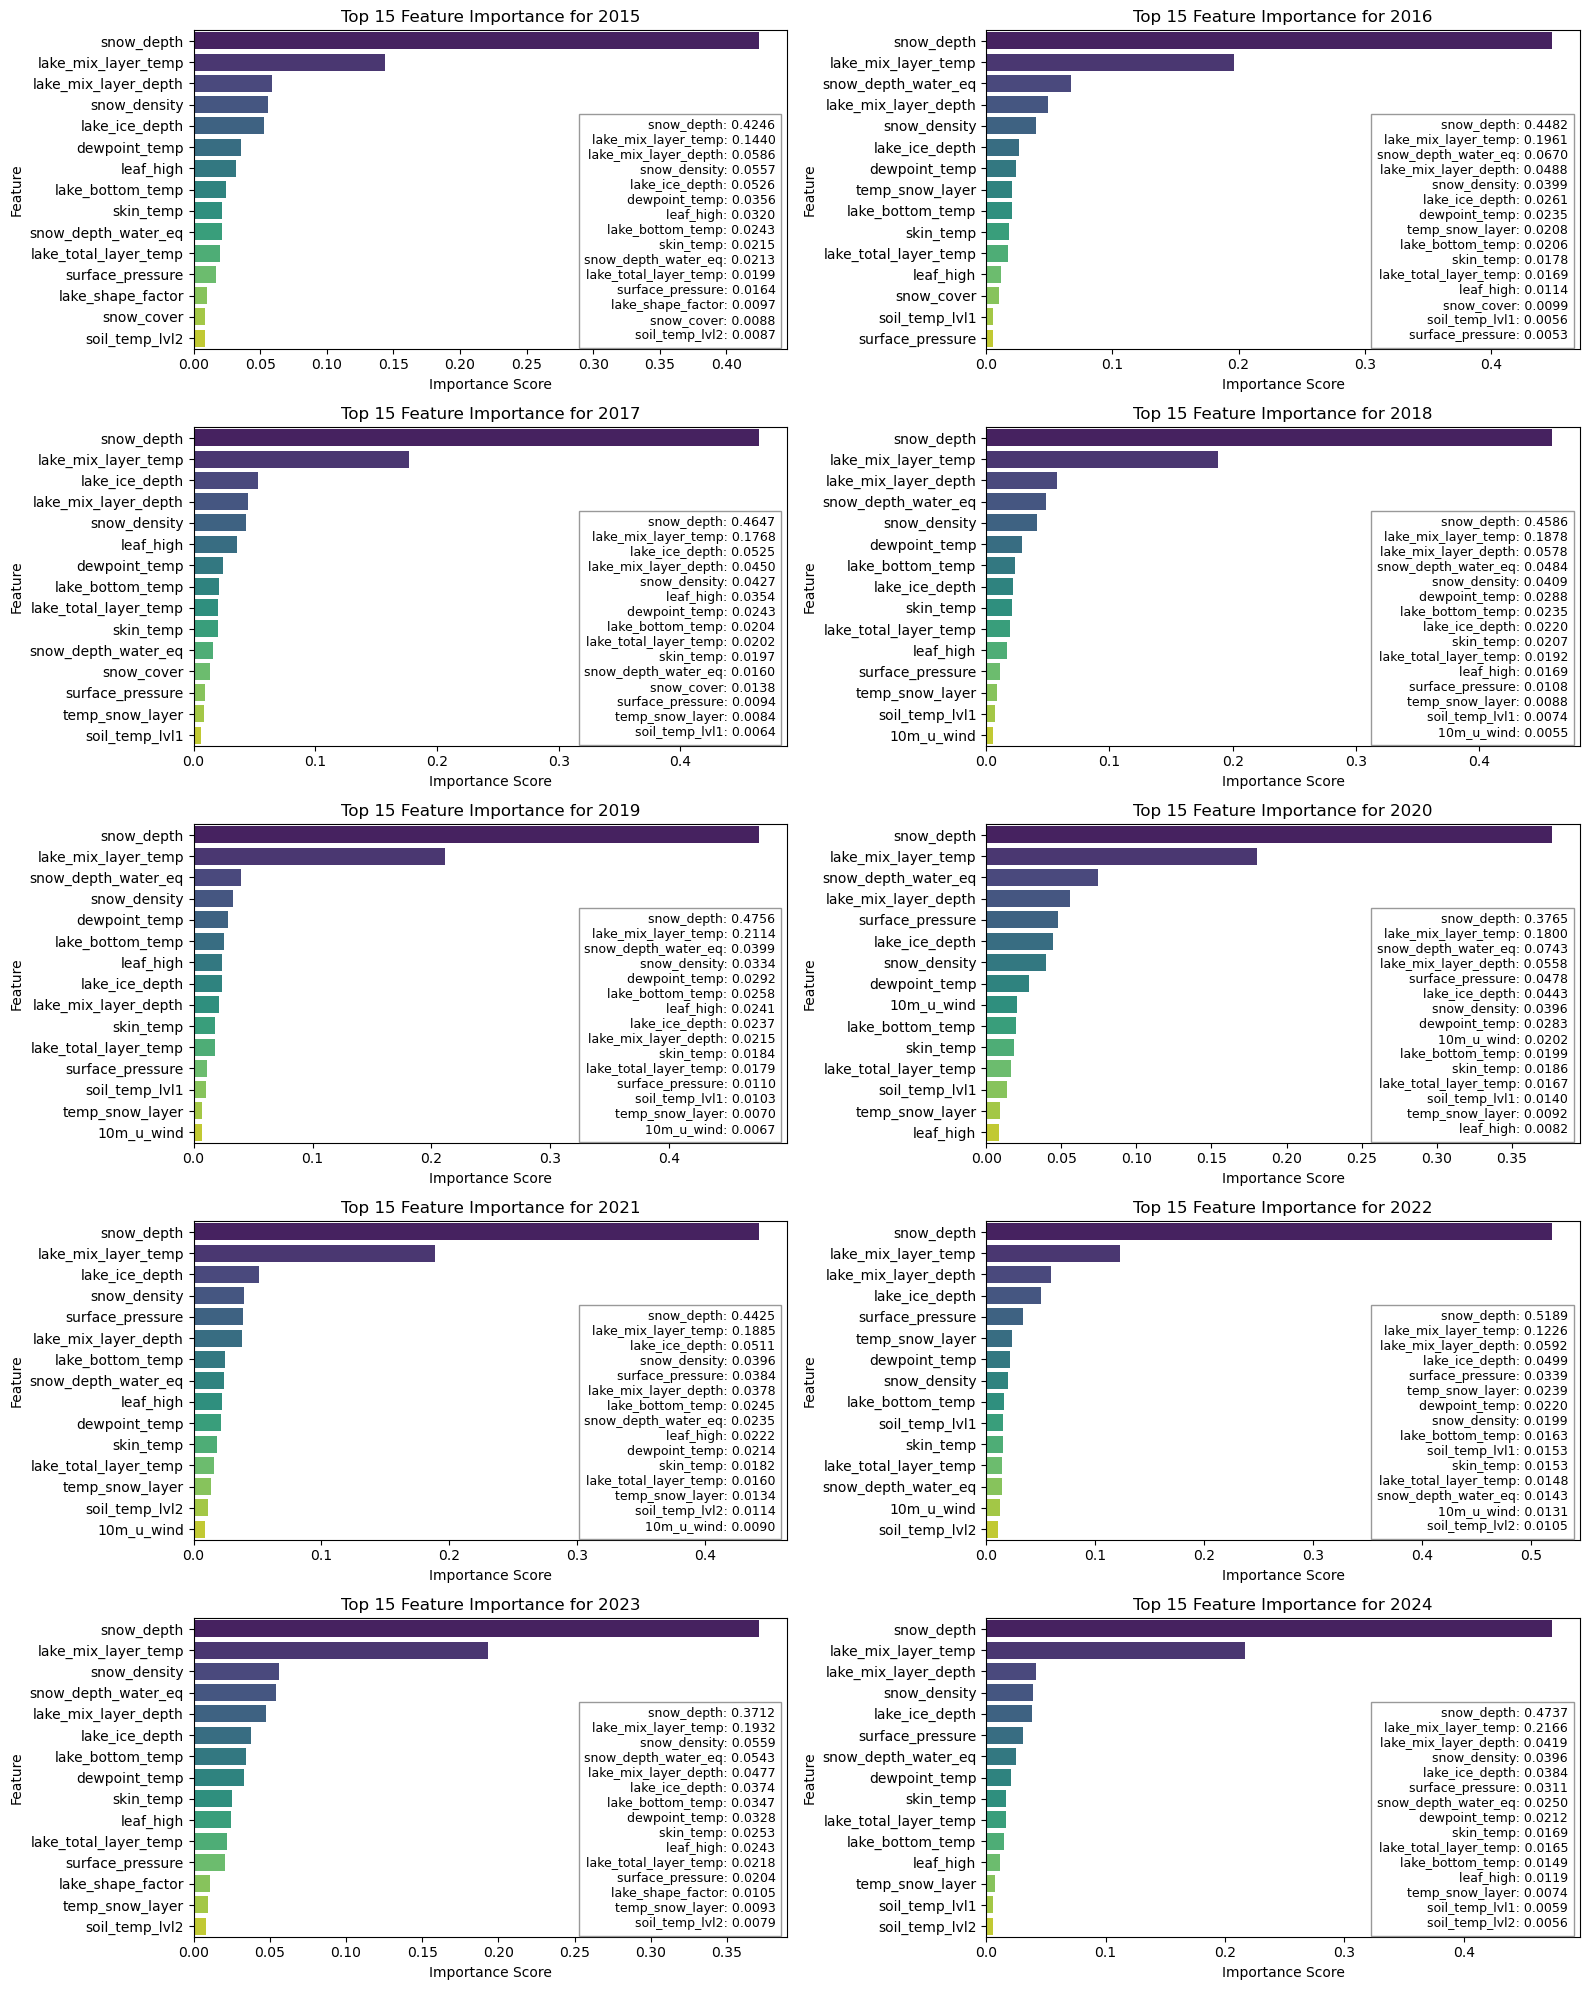 Top 15 Feature Importance for 2015
Feature
snow_depth
lake_mix_layer_temp
lake_mix_layer_depth
snow_density
lake_ice_depth
dewpoint_temp
leaf_high
lake_bottom_temp
skin_temp
snow_depth_water_eq
lake_total_layer_temp
surface_pressure
lake_shape_factor
snow_cover
soil_temp_lvl2
snow_depth: 0.4246
lake_mix_layer_temp: 0.1440
lake_mix_layer_depth: 0.0586
snow_density: 0.0557
lake_ice_depth: 0.0526
dewpoint_temp: 0.0356
leaf_high: 0.0320
lake_bottom_temp: 0.0243
skin_temp: 0.0215
snow_depth_water_eq: 0.0213
lake_total_layer_temp: 0.0199
surface_pressure: 0.0164
lake_shape_factor: 0.0097
snow_cover: 0.0088
soil_temp_lvl2: 0.0087
0.00 0.05 0.10 0.15 0.20 0.25 0.30 0.35 0.40
Importance Score
Top 15 Feature Importance for 2016
Feature
snow_depth
lake_mix_layer_temp
snow_depth_water_eq
lake_mix_layer_depth
snow_density
lake_ice_depth
dewpoint_temp
temp_snow_layer
lake_bottom_temp
skin_temp
lake_total_layer_temp
leaf_high
snow_cover
soil_temp_lvl1
surface_pressure
snow_depth: 0.4482
lake_mix_layer_temp: 0.1961
snow_depth_water_eq: 0.0670
lake_mix_layer_depth: 0.0488
snow_density: 0.0399
lake_ice_depth: 0.0261
dewpoint_temp: 0.0235
temp_snow_layer: 0.0208
lake_bottom_temp: 0.0206
skin_temp: 0.0178
lake_total_layer_temp: 0.0169
leaf_high: 0.0114
snow_cover: 0.0099
soil_temp_lvl1: 0.0056
surface_pressure: 0.0053
0.0 0.1 0.2 0.3 0.4
Importance Score
Top 15 Feature Importance for 2017
Feature
snow_depth
lake_mix_layer_temp
lake_ice_depth
lake_mix_layer_depth
snow_density
leaf_high
dewpoint_temp
lake_bottom_temp
lake_total_layer_temp
skin_temp
snow_depth_water_eq
snow_cover
surface_pressure
temp_snow_layer
soil_temp_lvl1
snow_depth: 0.4647
lake_mix_layer_temp: 0.1768
lake_ice_depth: 0.0525
lake_mix_layer_depth: 0.0450
snow_density: 0.0427
leaf_high: 0.0354
dewpoint_temp: 0.0243
lake_bottom_temp: 0.0204
lake_total_layer_temp: 0.0202
skin_temp: 0.0197
snow_depth_water_eq: 0.0160
snow_cover: 0.0138
surface_pressure: 0.0094
temp_snow_layer: 0.0084
soil_temp_lvl1: 0.0064
0.0 0.1 0.2 0.3 0.4
Importance Score
Top 15 Feature Importance for 2018
Feature
snow_depth
lake_mix_layer_temp
lake_mix_layer_depth
snow_depth_water_eq
snow_density
dewpoint_temp
lake_bottom_temp
lake_ice_depth
skin_temp
lake_total_layer_temp
leaf_high
surface_pressure
temp_snow_layer
soil_temp_lvl1
10m_u_wind
snow_depth: 0.4586
lake_mix_layer_temp: 0.1878
lake_mix_layer_depth: 0.0578
snow_depth_water_eq: 0.0484
snow_density: 0.0409
dewpoint_temp: 0.0288
lake_bottom_temp: 0.0235
lake_ice_depth: 0.0220
skin_temp: 0.0207
lake_total_layer_temp: 0.0192
leaf_high: 0.0169
surface_pressure: 0.0108
temp_snow_layer: 0.0088
soil_temp_lvl1: 0.0074
10m_u_wind: 0.0055
0.0 0.1 0.2 0.3 0.4
Importance Score
Top 15 Feature Importance for 2019
Feature
snow_depth
lake_mix_layer_temp
snow_depth_water_eq
snow_density
dewpoint_temp
lake_bottom_temp
leaf_high
lake_ice_depth
lake_mix_layer_depth
skin_temp
lake_total_layer_temp
surface_pressure
soil_temp_lvl1
temp_snow_layer
10m_u_wind
snow_depth: 0.4756
lake_mix_layer_temp: 0.2114
snow_depth_water_eq: 0.0399
snow_density: 0.0334
dewpoint_temp: 0.0292
lake_bottom_temp: 0.0258
leaf_high: 0.0241
lake_ice_depth: 0.0237
lake_mix_layer_depth: 0.0215
skin_temp: 0.0184
lake_total_layer_temp: 0.0179
surface_pressure: 0.0110
soil_temp_lvl1: 0.0103
temp_snow_layer: 0.0070
10m_u_wind: 0.0067
0.0 0.1 0.2 0.3 0.4
Importance Score
Top 15 Feature Importance for 2020
Feature
snow_depth
lake_mix_layer_temp
snow_depth_water_eq
lake_mix_layer_depth
surface_pressure
lake_ice_depth
snow_density
dewpoint_temp
10m_u_wind
lake_bottom_temp
skin_temp
lake_total_layer_temp
soil_temp_lvl1
temp_snow_layer
leaf_high
snow_depth: 0.3765
lake_mix_layer_temp: 0.1800
snow_depth_water_eq: 0.0743
lake_mix_layer_depth: 0.0558
surface_pressure: 0.0478
lake_ice_depth: 0.0443
snow_density: 0.0396
dewpoint_temp: 0.0283
10m_u_wind: 0.0202
lake_bottom_temp: 0.0199
skin_temp: 0.0186
lake_total_layer_temp: 0.0167
soil_temp_lvl1: 0.0140
temp_snow_layer: 0.0092
leaf_high: 0.0082
0.00 0.05 0.10 0.15 0.20 0.25 0.30 0.35
Importance Score
Top 15 Feature Importance for 2021
Feature
snow_depth
lake_mix_layer_temp
lake_ice_depth
snow_density
surface_pressure
lake_mix_layer_depth
lake_bottom_temp
snow_depth_water_eq
leaf_high
dewpoint_temp
skin_temp
lake_total_layer_temp
temp_snow_layer
soil_temp_lvl2
10m_u_wind
snow_depth: 0.4425
lake_mix_layer_temp: 0.1885
lake_ice_depth: 0.0511
snow_density: 0.0396
surface_pressure: 0.0384
lake_mix_layer_depth: 0.0378
lake_bottom_temp: 0.0245
snow_depth_water_eq: 0.0235
leaf_high: 0.0222
dewpoint_temp: 0.0214
skin_temp: 0.0182
lake_total_layer_temp: 0.0160
temp_snow_layer: 0.0134
soil_temp_lvl2: 0.0114
10m_u_wind: 0.0090
0.0 0.1 0.2 0.3 0.4
Importance Score
Top 15 Feature Importance for 2022
Feature
snow_depth
lake_mix_layer_temp
lake_mix_layer_depth
lake_ice_depth
surface_pressure
temp_snow_layer
dewpoint_temp
snow_density
lake_bottom_temp
soil_temp_lvl1
skin_temp
lake_total_layer_temp
snow_depth_water_eq
10m_u_wind
soil_temp_lvl2
snow_depth: 0.5189
lake_mix_layer_temp: 0.1226
lake_mix_layer_depth: 0.0592
lake_ice_depth: 0.0499
surface_pressure: 0.0339
temp_snow_layer: 0.0239
dewpoint_temp: 0.0220
snow_density: 0.0199
lake_bottom_temp: 0.0163
soil_temp_lvl1: 0.0153
skin_temp: 0.0153
lake_total_layer_temp: 0.0148
snow_depth_water_eq: 0.0143
10m_u_wind: 0.0131
soil_temp_lvl2: 0.0105
0.0 0.1 0.2 0.3 0.4 0.5
Importance Score
Top 15 Feature Importance for 2023
Feature
snow_depth
lake_mix_layer_temp
snow_density
snow_depth_water_eq
lake_mix_layer_depth
lake_ice_depth
lake_bottom_temp
dewpoint_temp
skin_temp
leaf_high
lake_total_layer_temp
surface_pressure
lake_shape_factor
temp_snow_layer
soil_temp_lvl2
snow_depth: 0.3712
lake_mix_layer_temp: 0.1932
snow_density: 0.0559
snow_depth_water_eq: 0.0543
lake_mix_layer_depth: 0.0477
lake_ice_depth: 0.0374
lake_bottom_temp: 0.0347
dewpoint_temp: 0.0328
skin_temp: 0.0253
leaf_high: 0.0243
lake_total_layer_temp: 0.0218
surface_pressure: 0.0204
lake_shape_factor: 0.0105
temp_snow_layer: 0.0093
soil_temp_lvl2: 0.0079
0.00 0.05 0.10 0.15 0.20 0.25 0.30 0.35
Importance Score
Top 15 Feature Importance for 2024
Feature
snow_depth
lake_mix_layer_temp
lake_mix_layer_depth
snow_density
lake_ice_depth
surface_pressure
snow_depth_water_eq
dewpoint_temp
skin_temp
lake_total_layer_temp
lake_bottom_temp
leaf_high
temp_snow_layer
soil_temp_lvl1
soil_temp_lvl2
snow_depth: 0.4737
lake_mix_layer_temp: 0.2166
lake_mix_layer_depth: 0.0419
snow_density: 0.0396
lake_ice_depth: 0.0384
surface_pressure: 0.0311
snow_depth_water_eq: 0.0250
dewpoint_temp: 0.0212
skin_temp: 0.0169
lake_total_layer_temp: 0.0165
lake_bottom_temp: 0.0149
leaf_high: 0.0119
temp_snow_layer: 0.0074
soil_temp_lvl1: 0.0059
soil_temp_lvl2: 0.0056
0.0 0.1 0.2 0.3 0.4
Importance Score